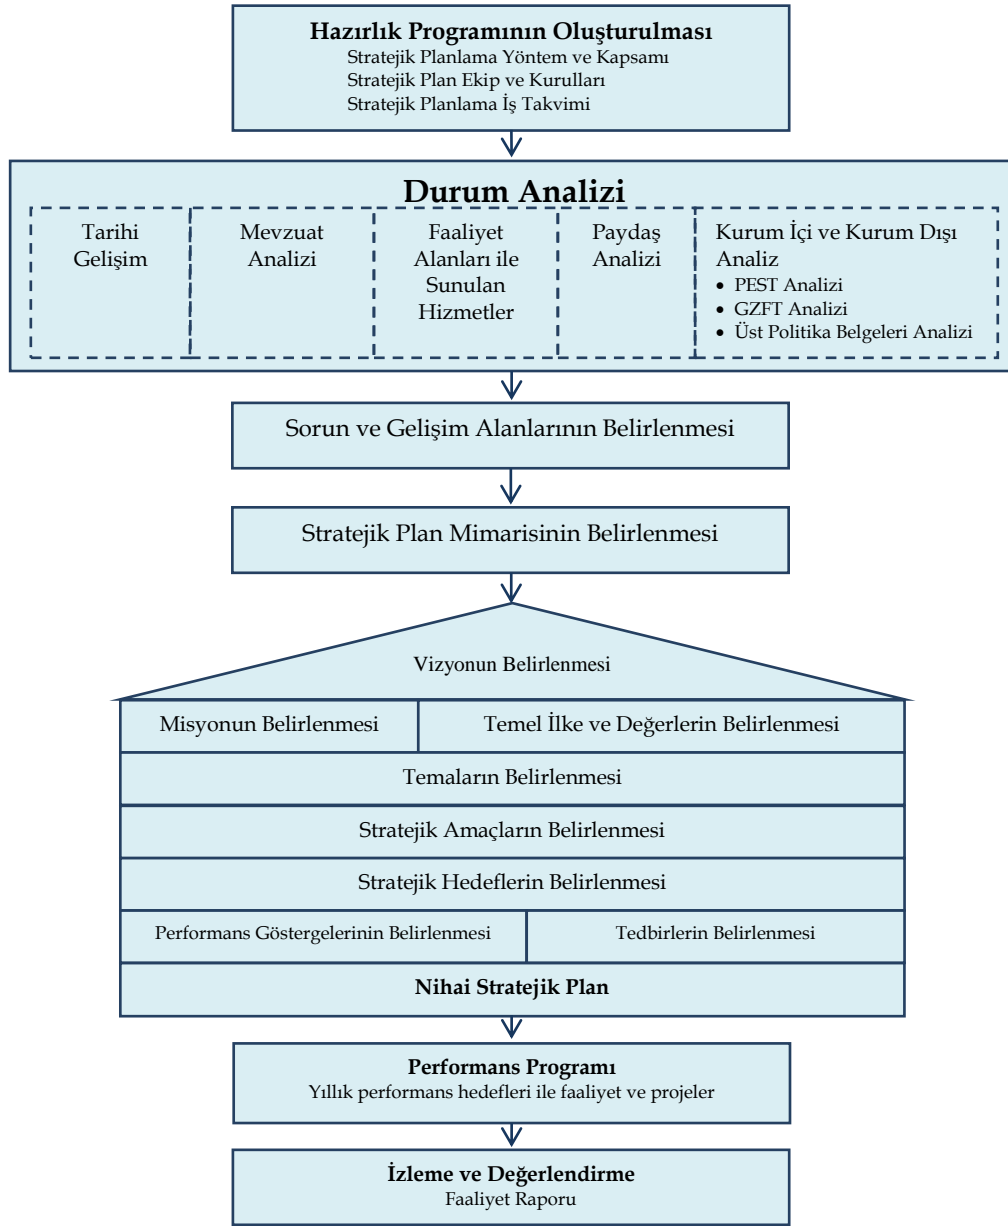 Hazırlık Programının Oluşturulması
Stratejik Planlama Yöntem ve Kapsamı
Stratejik Plan Ekip ve Kurulları
Stratejik Planlama İş Takvimi
Durum Analizi
Tarihi
Gelişim
Mevzuat
Analizi
Faaliyet
Alanları ile
Sunulan
Hizmetler
Paydaş
Analizi
Kurum İçi ve Kurum Dışı
Analiz
• PEST Analizi
• GZFT Analizi
• Üst Politika Belgeleri Analizi
Sorun ve Gelişim Alanlarının Belirlenmesi
Stratejik Plan Mimarisinin Belirlenmesi
Vizyonun Belirlenmesi
Misyonun Belirlenmesi
Temel İlke ve Değerlerin Belirlenmesi
Temaların Belirlenmesi
Stratejik Amaçların Belirlenmesi
Stratejik Hedeflerin Belirlenmesi
Performans Göstergelerinin Belirlenmesi
Tedbirlerin Belirlenmesi
Nihai Stratejik Plan
Performans Programı
Yıllık performans hedefleri ile faaliyet ve projeler
İzleme ve Değerlendirme
Faaliyet Raporu